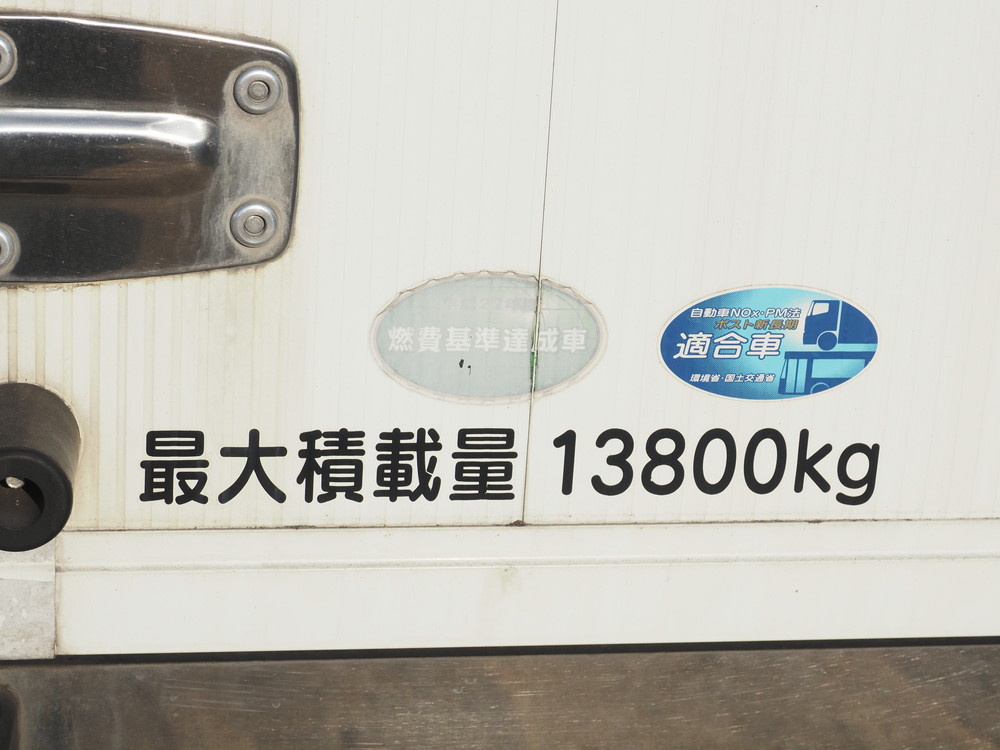 燃費基準達成車
自動車NOx・PM法
ポスト新長期
適合車
環境省・国土交通省
最大積載量 13800kg